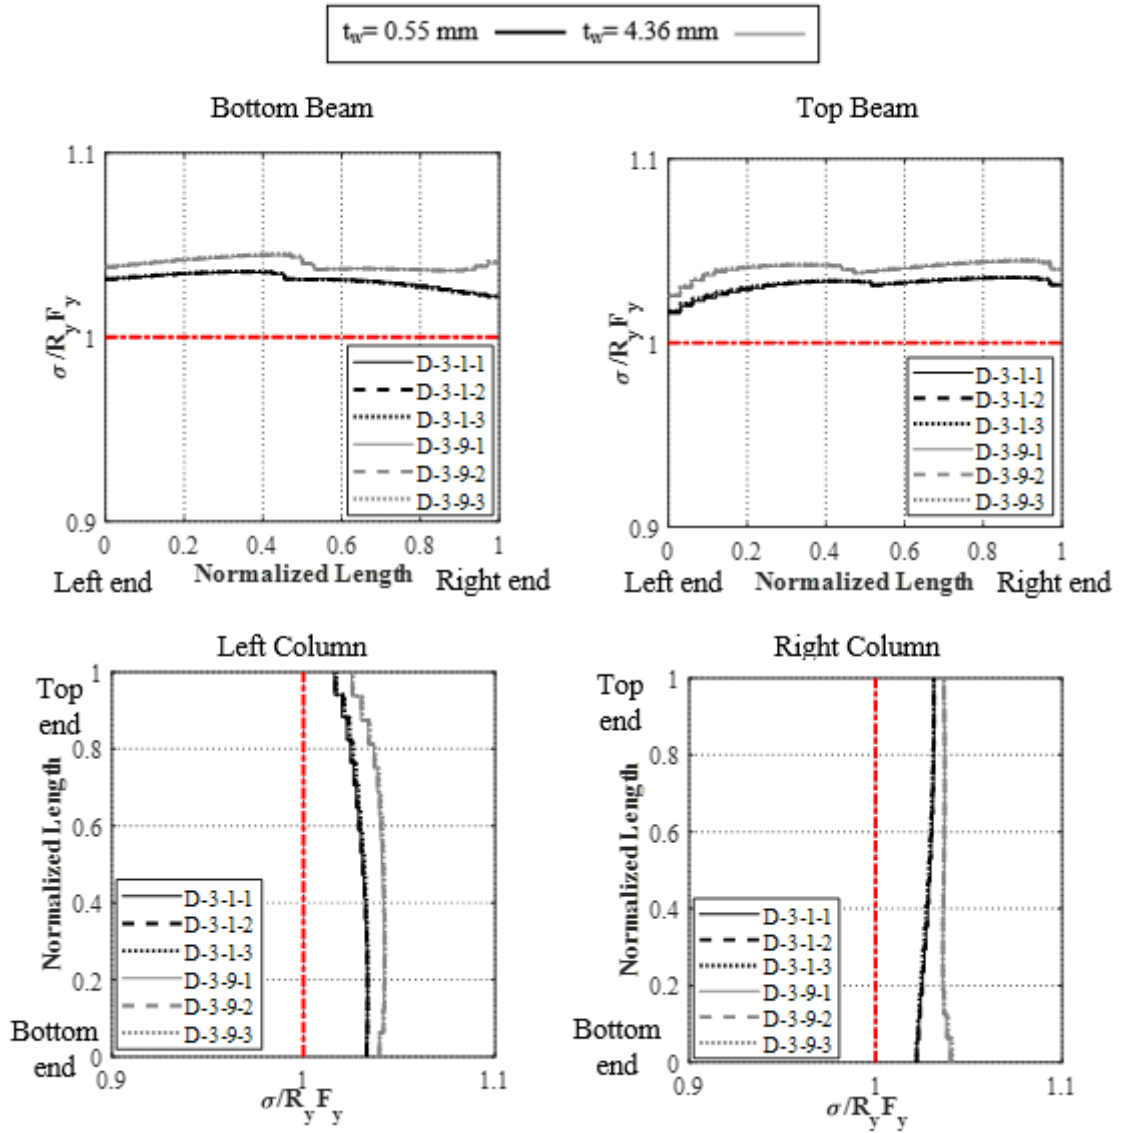 t_w= 0.55 mm t_w= 4.36 mm
Bottom Beam
1.1
1
0.9
σ/R_yF_y
D-3-1-1
D-3-1-2
D-3-1-3
D-3-9-1
D-3-9-2
D-3-9-3
0 0.2 0.4 0.6 0.8 1
Left end Normalized Length Right end
Top Beam
1.1
1
0.9
σ/R_yF_y
D-3-1-1
D-3-1-2
D-3-1-3
D-3-9-1
D-3-9-2
D-3-9-3
0 0.2 0.4 0.6 0.8 1
Left end Normalized Length Right end
Left Column
Top
end
1
0.8
0.6
0.4
0.2
0
Normalized Length
D-3-1-1
D-3-1-2
D-3-1-3
D-3-9-1
D-3-9-2
D-3-9-3
Bottom
end
0.9 1 1.1
σ/R_yF_y
Right Column
Top
end
1
0.8
0.6
0.4
0.2
0
Normalized Length
D-3-1-1
D-3-1-2
D-3-1-3
D-3-9-1
D-3-9-2
D-3-9-3
Bottom
end
0.9 1 1.1
σ/R_yF_y